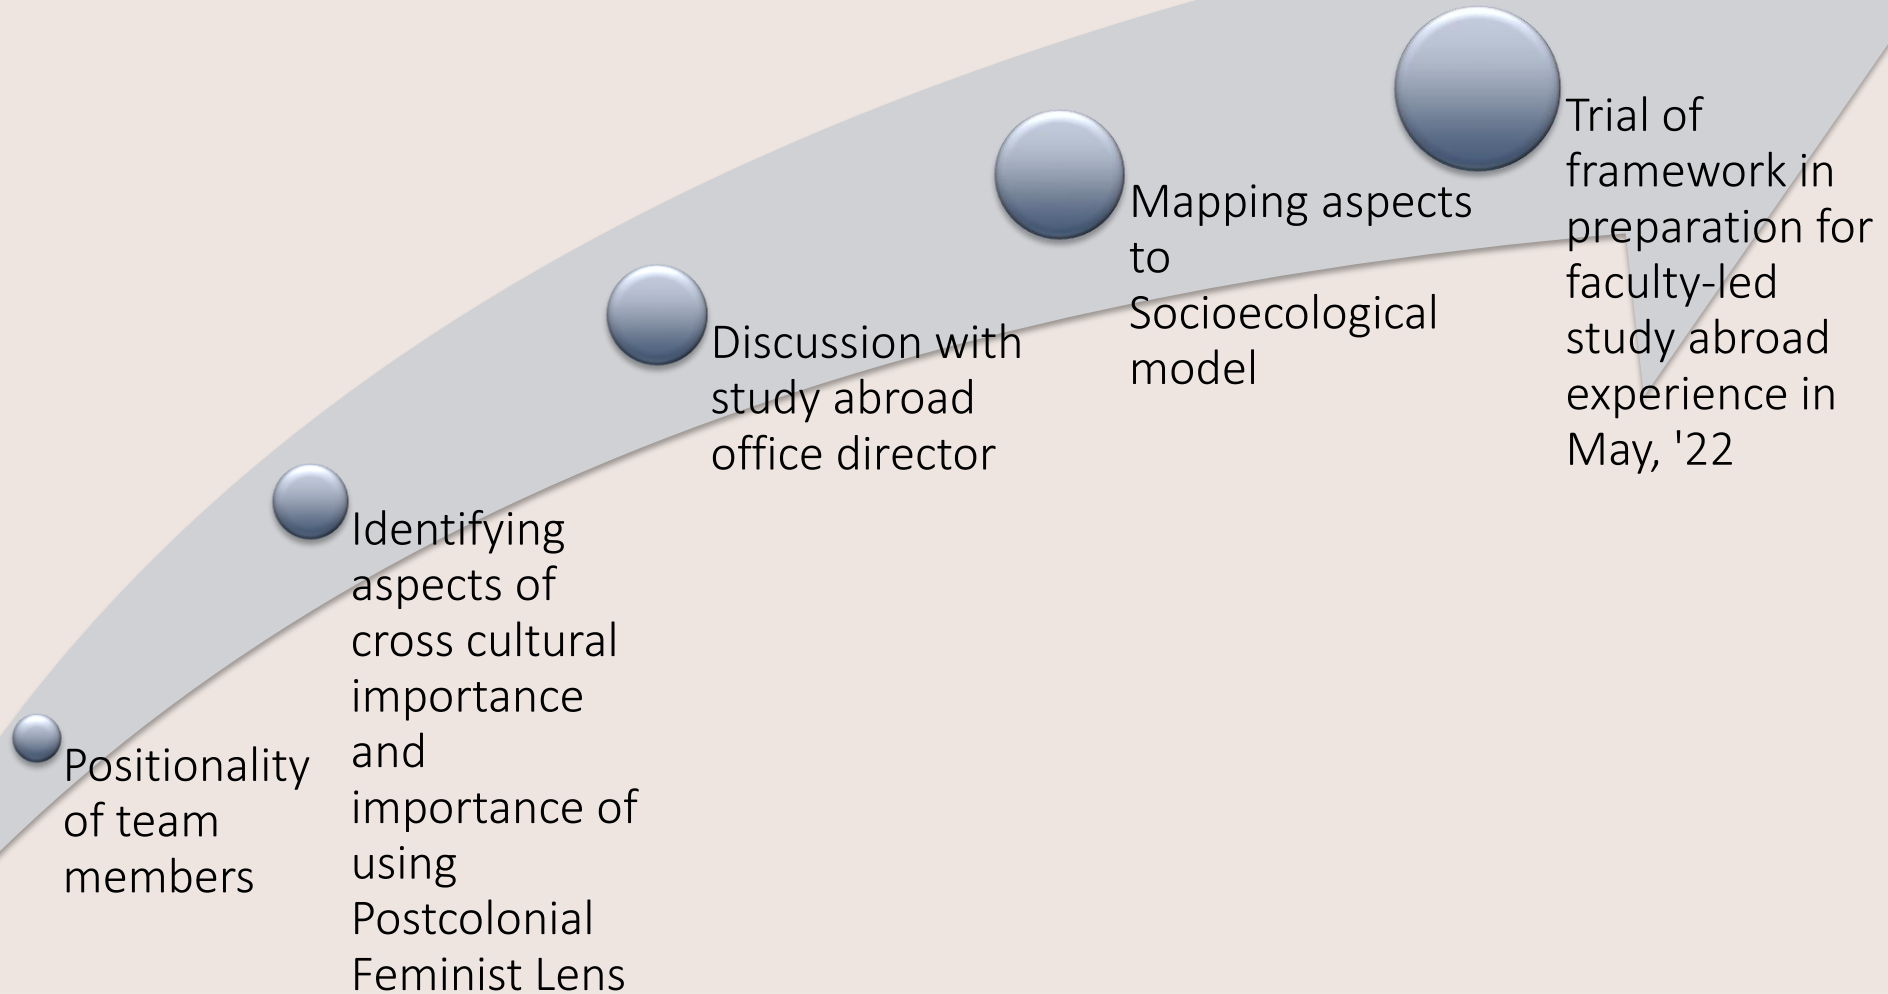 Positionality
of team
members
Identifying
aspects of
cross cultural
importance
and
importance of
using
Postcolonial
Feminist Lens
Discussion with
study abroad
office director
Mapping aspects
to
Socioecological
model
Trial of
framework in
preparation for
faculty-led
study abroad
experience in
May, '22